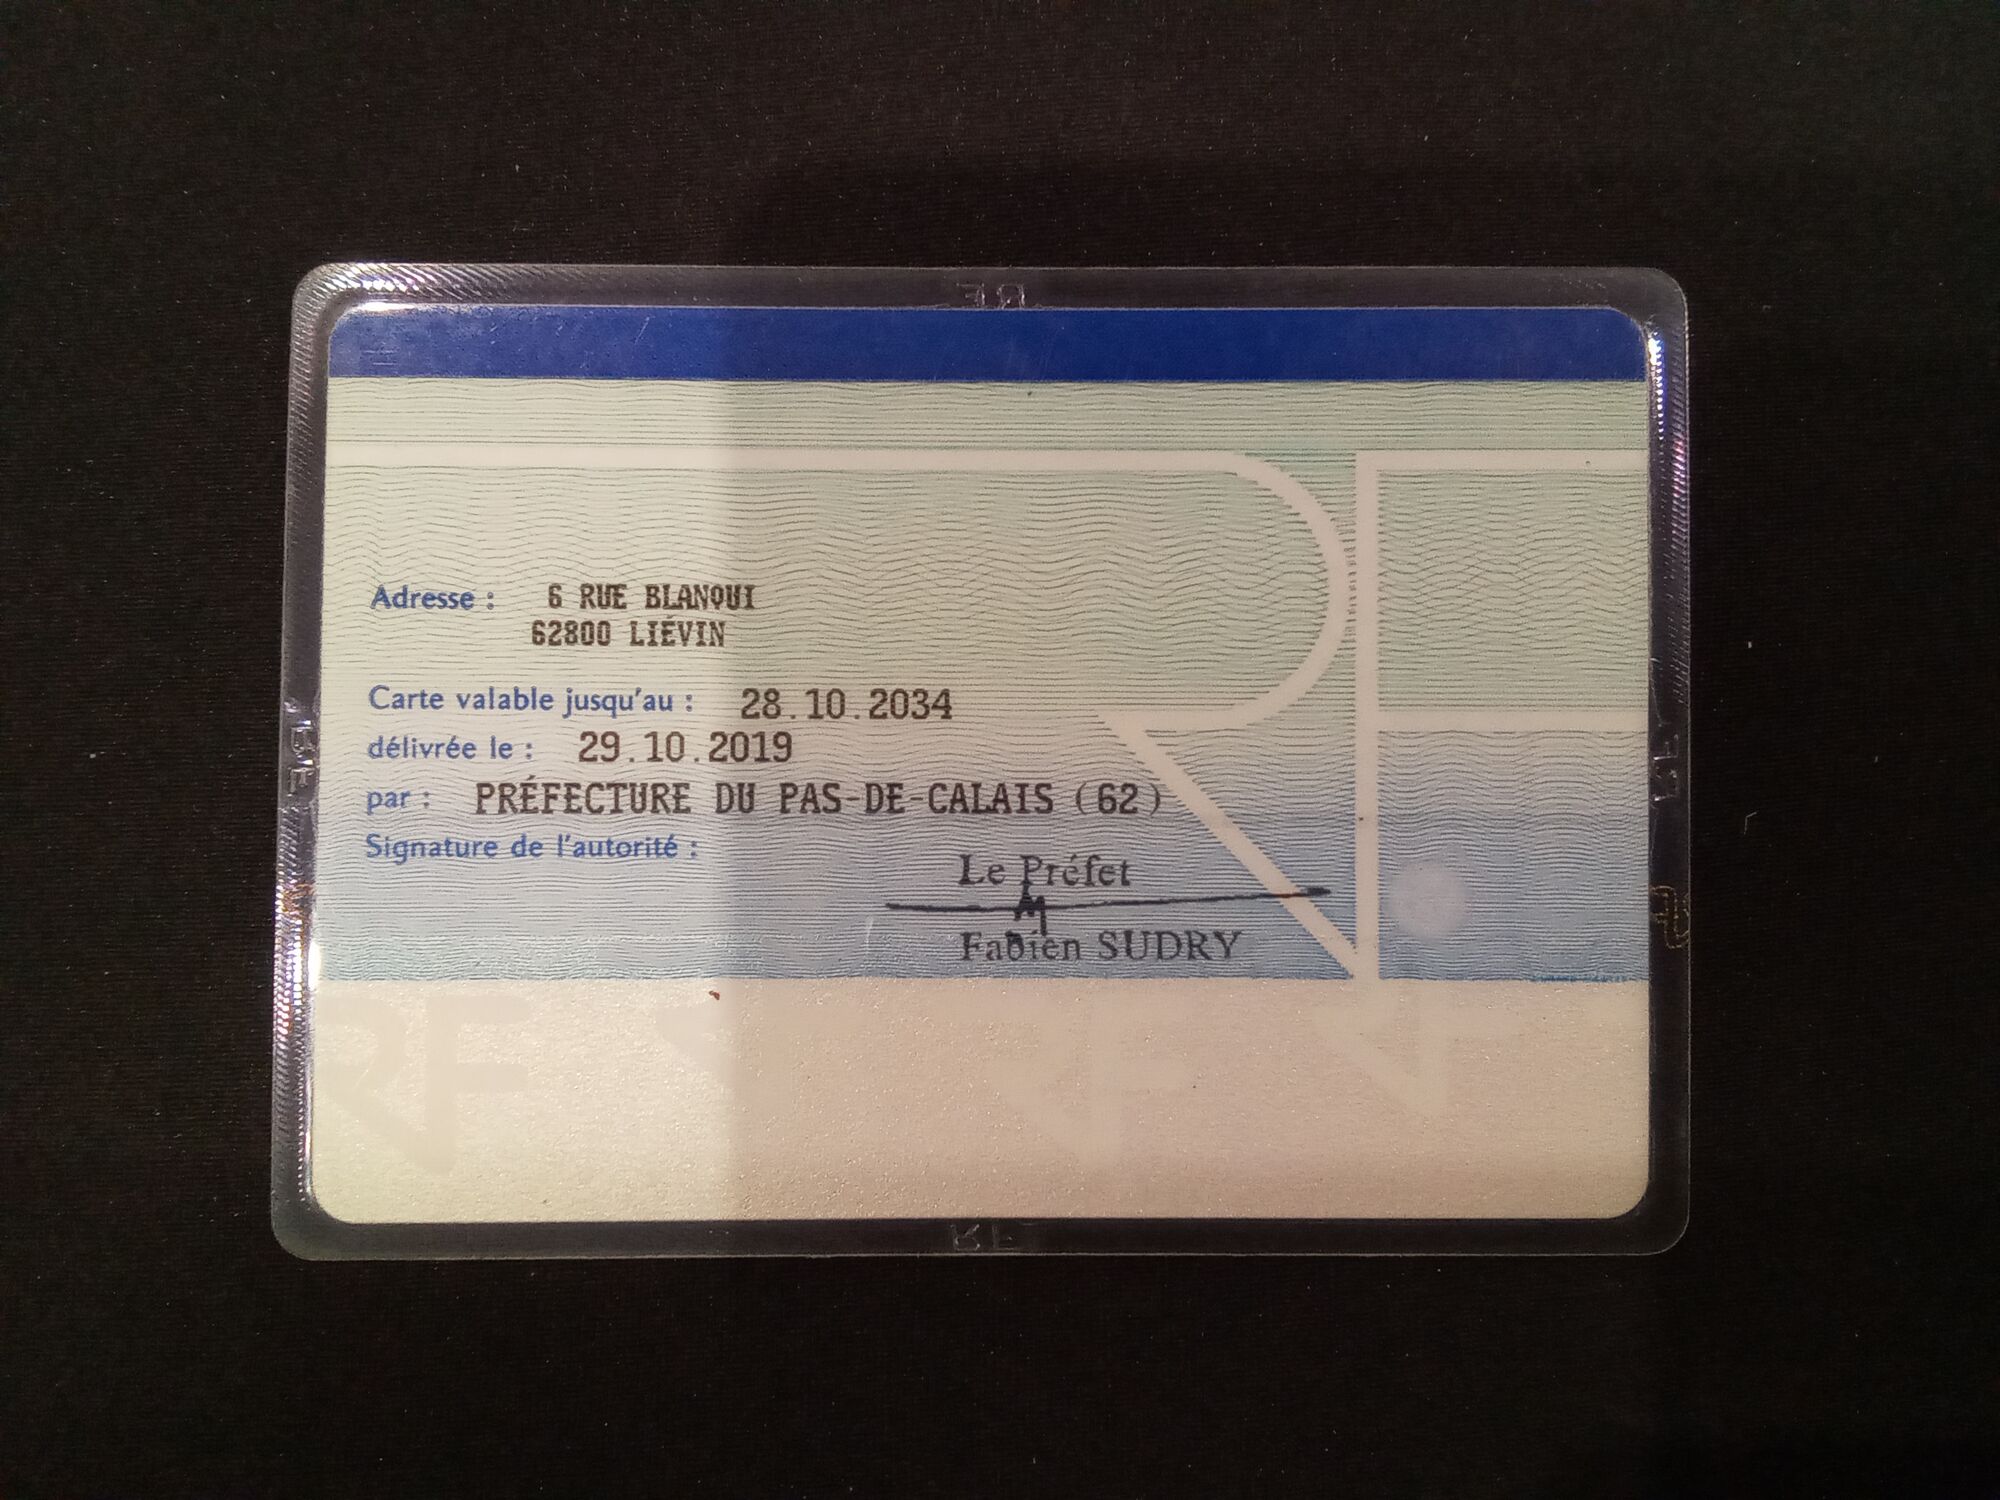 Adresse : 6 RUE BLANQUI
62800 LIÉVIN
Carte valable jusqu'au : 28.10.2034
délivrée le : 29.10.2019
par : PRÉFECTURE DU PAS-DE-CALAIS (62)
Signature de l'autorité :
Le Préfet
Fabien SUDRY
RF